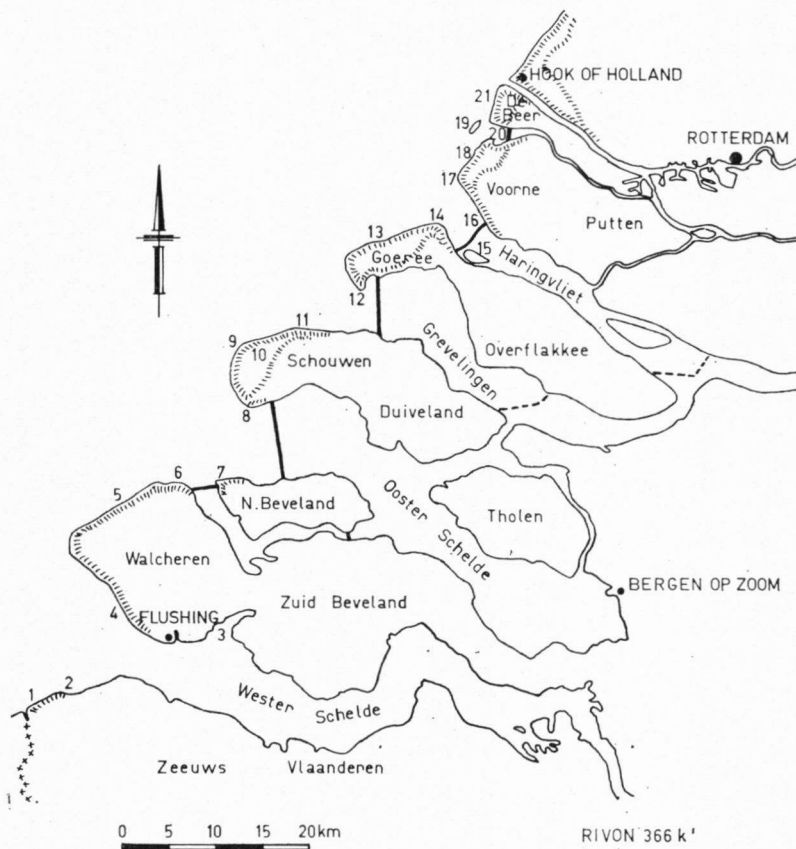 HOOK OF HOLLAND
21
De
Beer
19
20
ROTTERDAM
18
17
Voorne
Putten
16
14
13
15
Goeree
Haringvliet
12
11
9
10
Schouwen
Grevelingen
Overflakkee
8
Duiveland
6
7
5
N.Beveland
Ooster Schelde
Tholen
Walcheren
BERGEN OP ZOOM
Zuid Beveland
4
FLUSHING
3
1
2
Wester Schelde
Zeeuws Vlaanderen
0 5 10 15 20km
RIVON 366 k'